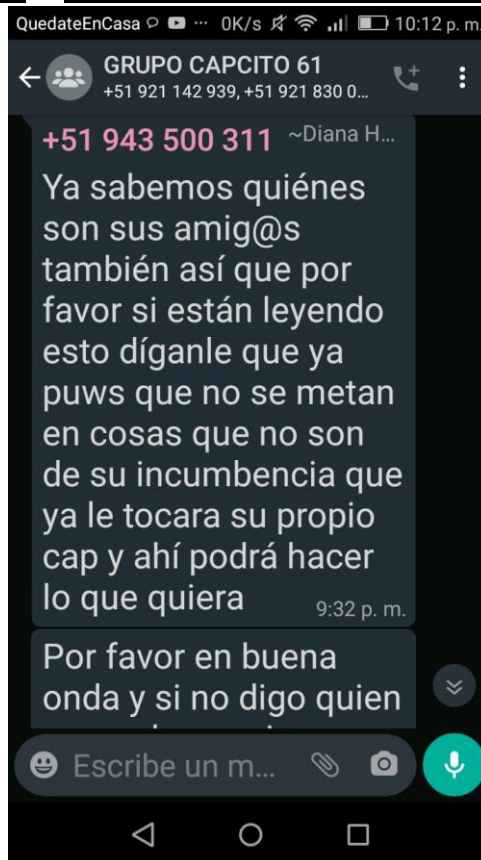 QuedateEnCasa ... 0K/s 10:12 p. m.
GRUPO CAPCITO 61
+51 921 142 939, +51 921 830 0...
+51 943 500 311 ~Diana H...
Ya sabemos quiénes
son sus amig@s
también así que por
favor si están leyendo
esto díganle que ya
puws que no se metan
en cosas que no son
de su incumbencia que
ya le tocara su propio
cap y ahí podrá hacer
lo que quiera
9:32 p. m.
Por favor en buena
onda y si no digo quien
Escribe un m...